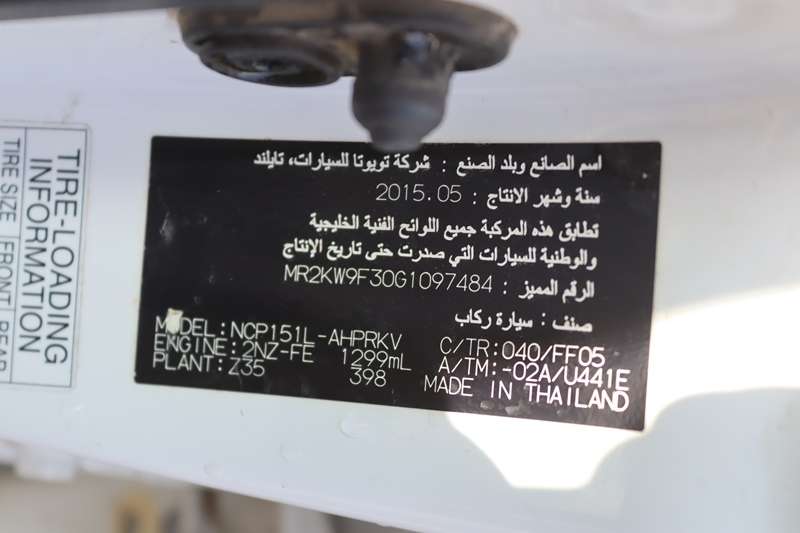 TIRE-LOADING
INFORMATION
TIRE SIZE
FRONT
REAR
اسم الصانع وبلد الصنع : شركة تويوتا للسيارات، تايلند
سنة وشهر الانتاج : 2015.05
تطابق هذه المركبة جميع اللوائح الفنية الخليجية
والوطنية للسيارات التي صدرت حتى تاريخ الإنتاج
الرقم المميز : MR2KW9F30G1097484
صنف : سيارة ركاب
MODEL:NCP151L-AHPRKV
ENGINE:2NZ-FE 1299mL
PLANT:Z35 398
C/TR:040/FF05
A/TM:-02A/U441E
MADE IN THAILAND